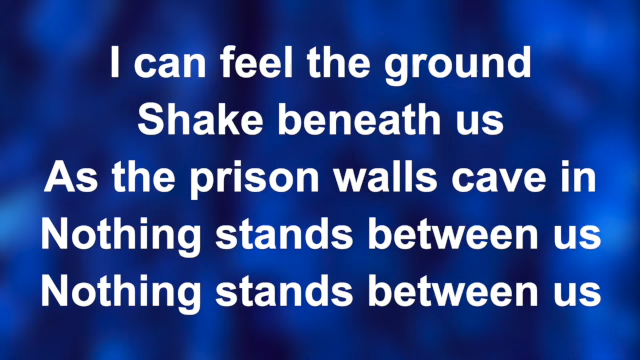 I can feel the ground
Shake beneath us
As the prison walls cave in
Nothing stands between us
Nothing stands between us